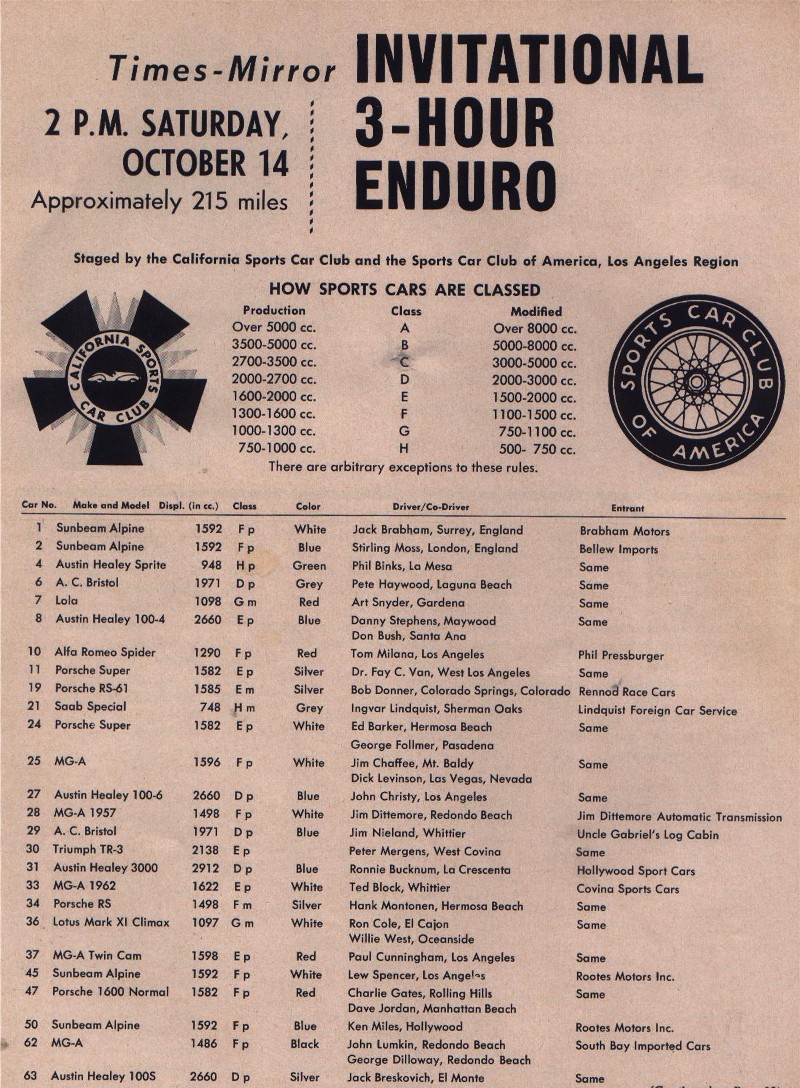 Times-Mirror INVITATIONAL
3-HOUR
ENDURO
2 P.M. SATURDAY,
OCTOBER 14
Approximately 215 miles
Staged by the California Sports Car Club and the Sports Car Club of America, Los Angeles Region
CALIFORNIA SPORTS
CAR CLUB
HOW SPORTS CARS ARE CLASSED
Production Class Modified
Over 5000 cc. A Over 8000 cc.
3500-5000 cc. B 5000-8000 cc.
2700-3500 cc. C 3000-5000 cc.
2000-2700 cc. D 2000-3000 cc.
1600-2000 cc. E 1500-2000 cc.
1300-1600 cc. F 1100-1500 cc.
1000-1300 cc. G 750-1100 cc.
750-1000 cc. H 500- 750 cc.
There are arbitrary exceptions to these rules.
SPORTS CAR CLUB
OF AMERICA
Car No. Make and Model Displ. (in cc.) Class Color Driver/Co-Driver Entrant
1 Sunbeam Alpine 1592 F p White Jack Brabham, Surrey, England Brabham Motors
2 Sunbeam Alpine 1592 F p Blue Stirling Moss, London, England Bellew Imports
4 Austin Healey Sprite 948 H p Green Phil Binks, La Mesa Same
6 A. C. Bristol 1971 D p Grey Pete Haywood, Laguna Beach Same
7 Lola 1098 G m Red Art Snyder, Gardena Same
8 Austin Healey 100-4 2660 E p Blue Danny Stephens, Maywood Same
Don Bush, Santa Ana
10 Alfa Romeo Spider 1290 F p Red Tom Milana, Los Angeles Phil Pressburger
11 Porsche Super 1582 E p Silver Dr. Fay C. Van, West Los Angeles Same
19 Porsche RS-61 1585 E m Silver Bob Donner, Colorado Springs, Colorado Rennod Race Cars
21 Saab Special 748 H m Grey Ingvar Lindquist, Sherman Oaks Lindquist Foreign Car Service
24 Porsche Super 1582 E p White Ed Barker, Hermosa Beach Same
George Follmer, Pasadena
25 MG-A 1596 F p White Jim Chaffee, Mt. Baldy Same
Dick Levinson, Las Vegas, Nevada
27 Austin Healey 100-6 2660 D p Blue John Christy, Los Angeles Same
28 MG-A 1957 1498 F p White Jim Dittemore, Redondo Beach Jim Dittemore Automatic Transmission
29 A. C. Bristol 1971 D p Blue Jim Nieland, Whittier Uncle Gabriel's Log Cabin
30 Triumph TR-3 2138 E p Peter Mergens, West Covina Same
31 Austin Healey 3000 2912 D p Blue Ronnie Bucknum, La Crescenta Hollywood Sport Cars
33 MG-A 1962 1622 E p White Ted Block, Whittier Covina Sports Cars
34 Porsche RS 1498 F m Silver Hank Montonen, Hermosa Beach Same
36 Lotus Mark XI Climax 1097 G m White Ron Cole, El Cajon Same
Willie West, Oceanside
37 MG-A Twin Cam 1598 E p Red Paul Cunningham, Los Angeles Same
45 Sunbeam Alpine 1592 F p White Lew Spencer, Los Angeles Rootes Motors Inc.
47 Porsche 1600 Normal 1582 F p Red Charlie Gates, Rolling Hills Same
Dave Jordan, Manhattan Beach
50 Sunbeam Alpine 1592 F p Blue Ken Miles, Hollywood Rootes Motors Inc.
62 MG-A 1486 F p Black John Lumkin, Redondo Beach South Bay Imported Cars
George Dilloway, Redondo Beach
63 Austin Healey 100S 2660 D p Silver Jack Breskovich, El Monte Same